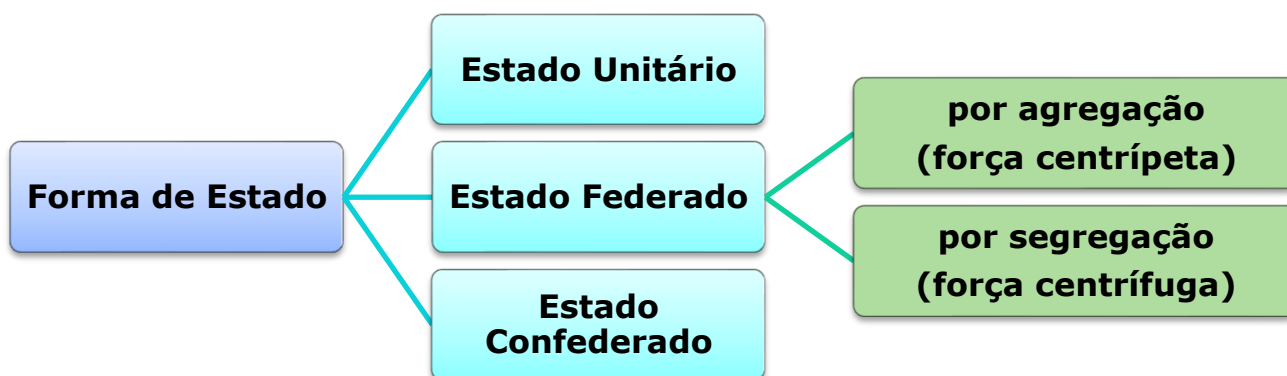 Forma de Estado
Estado Unitário
Estado Federado
Estado
Confederado
por agregação
(força centrípeta)
por segregação
(força centrífuga)